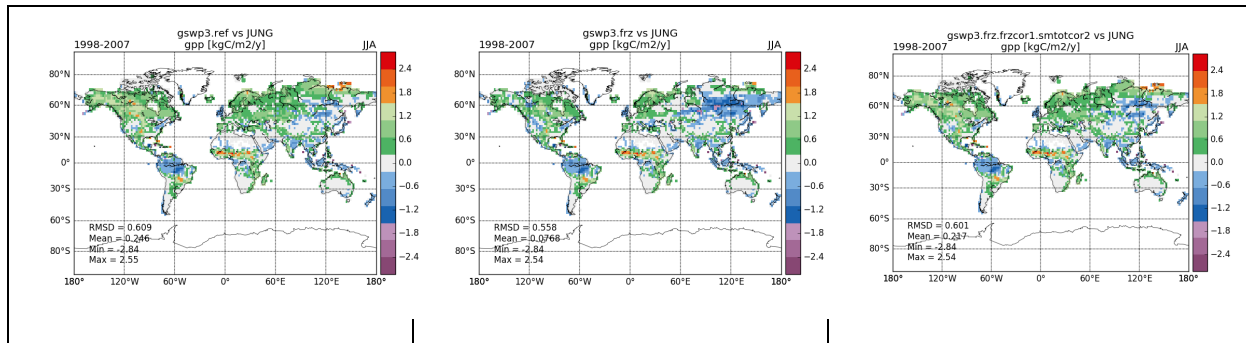 gswp3.ref vs JUNG
1998-2007 gpp [kgC/m2/y] JJA
80°N
60°N
30°N
0°
30°S
60°S
80°S
RMSD = 0.609
Mean = 0.246
Min = -2.84
Max = 2.55
180° 120°W 60°W 0° 60°E 120°E 180°
2.4
1.8
1.2
0.6
0.0
−0.6
−1.2
−1.8
−2.4
gswp3.frz vs JUNG
1998-2007 gpp [kgC/m2/y] JJA
80°N
60°N
30°N
0°
30°S
60°S
80°S
RMSD = 0.558
Mean = 0.0768
Min = -2.84
Max = 2.54
180° 120°W 60°W 0° 60°E 120°E 180°
2.4
1.8
1.2
0.6
0.0
−0.6
−1.2
−1.8
−2.4
gswp3.frz.frzcor1.smtotcor2 vs JUNG
1998-2007 gpp [kgC/m2/y] JJA
80°N
60°N
30°N
0°
30°S
60°S
80°S
RMSD = 0.601
Mean = 0.217
Min = -2.84
Max = 2.54
180° 120°W 60°W 0° 60°E 120°E 180°
2.4
1.8
1.2
0.6
0.0
−0.6
−1.2
−1.8
−2.4